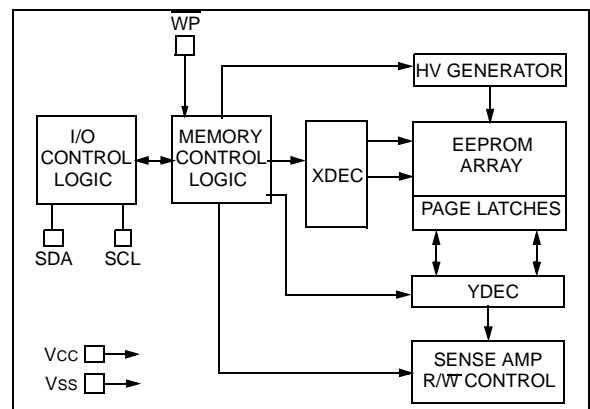 W̅P̅
HV GENERATOR
I/O
CONTROL
LOGIC
MEMORY
CONTROL
LOGIC
XDEC
EEPROM
ARRAY
PAGE LATCHES
SDA
SCL
YDEC
VCC
VSS
SENSE AMP
R/W̅ CONTROL